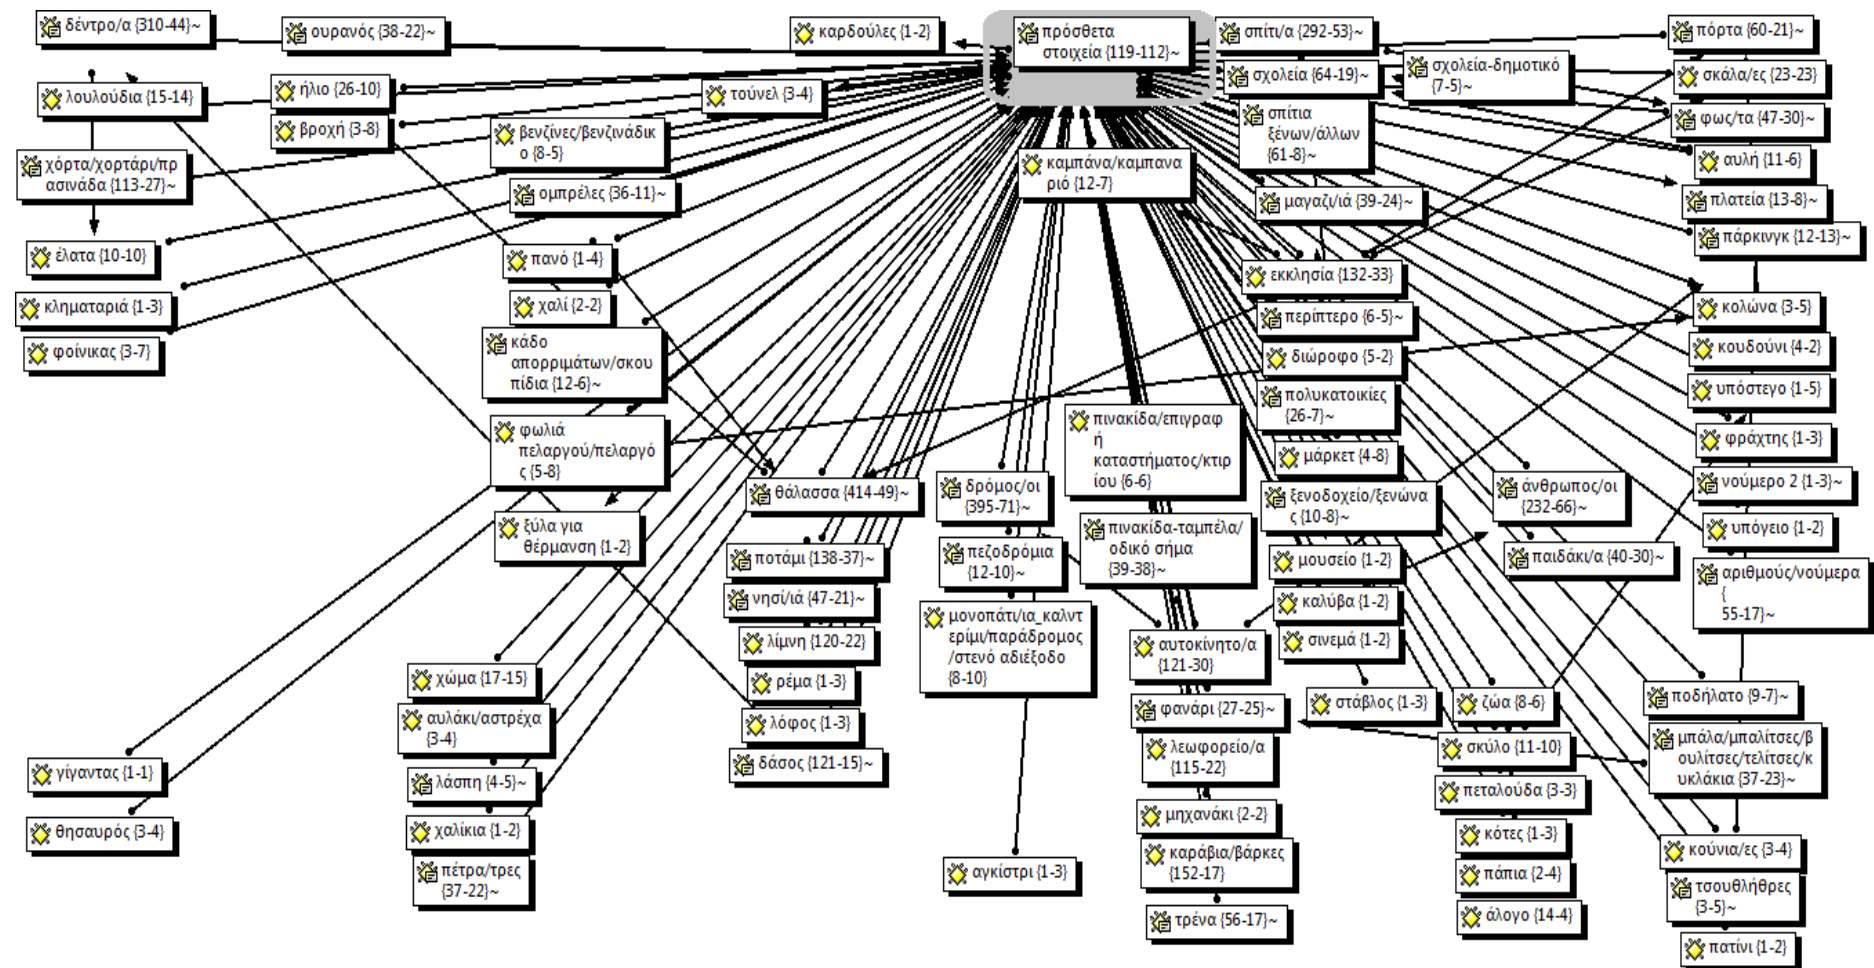 δέντρο/α {310-44}~
ουρανός {38-22}~
καρδούλες {1-2}
πρόσθετα
στοιχεία {119-112}~
σπίτι/α {292-53}~
πόρτα {60-21}~
λουλούδια {15-14}
ήλιο {26-10}
τούνελ {3-4}
σχολεία {64-19}~
σχολεία-δημοτικό
{7-5}~
σκάλα/ες {23-23}
βροχή {3-8}
βενζίνες/βενζινάδικ
ο {8-5}
σπίτια
ξένων/άλλων
{61-8}~
φως/τα {47-30}~
χόρτα/χορτάρι/πρ
ασινάδα {113-27}~
καμπάνα/καμπανα
ριό {12-7}
αυλή {11-6}
ομπρέλες {36-11}~
μαγαζι/ιά {39-24}~
πλατεία {13-8}~
έλατα {10-10}
πανό {1-4}
εκκλησία {132-33}
πάρκινγκ {12-13}~
κληματαριά {1-3}
χαλί {2-2}
περίπτερο {6-5}~
κολώνα {3-5}
φοίνικας {3-7}
κάδο
απορριμάτων/σκου
πίδια {12-6}~
διώροφο {5-2}
κουδούνι {4-2}
πολυκατοικίες
{26-7}~
υπόστεγο {1-5}
φωλιά
πελαργού/πελαργό
ς {5-8}
πινακίδα/επιγραφ
ή
καταστήματος/κτιρ
ίου {6-6}
μάρκετ {4-8}
φράχτης {1-3}
θάλασσα {414-49}~
δρόμος/οι
{395-71}~
ξενοδοχείο/ξενώνα
ς {10-8}~
άνθρωπος/οι
{232-66}~
νούμερο 2 {1-3}~
ξύλα για
θέρμανση {1-2}
πινακίδα-ταμπέλα/
οδικό σήμα
{39-38}~
υπόγειο {1-2}
ποτάμι {138-37}~
πεζοδρόμια
{12-10}~
μουσείο {1-2}
παιδάκι/α {40-30}~
αριθμούς/νούμερα
{
55-17}~
νησί/ιά {47-21}~
μονοπάτι/ια_καλντ
ερίμι/παράδρομος
/στενό αδιέξοδο
{8-10}
καλύβα {1-2}
λίμνη {120-22}
αυτοκίνητο/α
{121-30}
σινεμά {1-2}
χώμα {17-15}
ρέμα {1-3}
στάβλος {1-3}
ζώα {8-6}
ποδήλατο {9-7}~
αυλάκι/αστρέχα
{3-4}
λόφος {1-3}
φανάρι {27-25}~
σκύλο {11-10}
μπάλα/μπαλίτσες/β
ουλίτσες/τελίτσες/κ
υκλάκια {37-23}~
γίγαντας {1-1}
λάσπη {4-5}~
δάσος {121-15}~
λεωφορείο/α
{115-22}
πεταλούδα {3-3}
θησαυρός {3-4}
χαλίκια {1-2}
μηχανάκι {2-2}
κότες {1-3}
κούνια/ες {3-4}
πέτρα/τρες
{37-22}~
αγκίστρι {1-3}
καράβια/βάρκες
{152-17}
πάπια {2-4}
τσουθλήθρες
{3-5}~
τρένα {56-17}~
άλογο {14-4}
πατίνι {1-2}